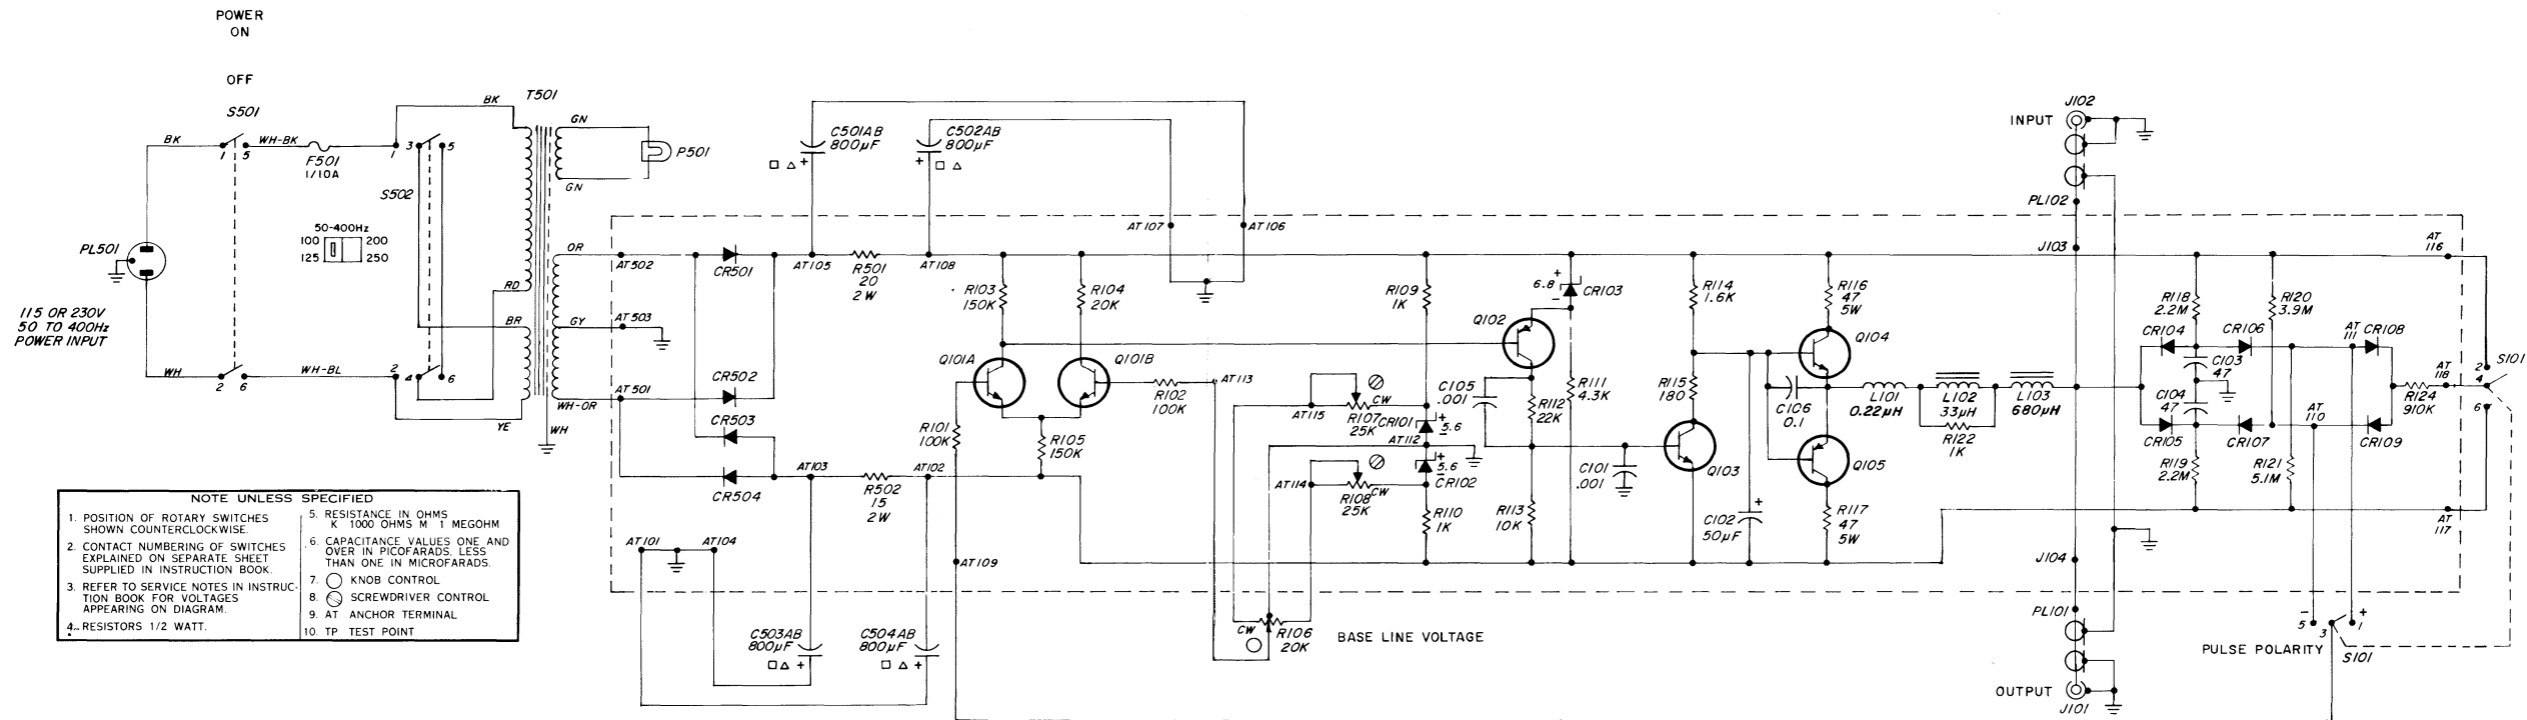 POWER
ON
OFF
S501
BK
1
5
WH-BK
F501
1/10A
1
3
5
S502
BK
T501
GN
P501
GN
50-400Hz
100
200
125
250
PL501
115 OR 230V
50 TO 400Hz
POWER INPUT
WH
2
6
WH-BL
2
4
6
RD
BR
YE
OR
GY
WH-OR
WH
AT502
AT503
AT501
CR501
CR502
CR503
CR504
C501AB
800µF
+
C502AB
800µF
+
AT105
R501
20
2W
AT108
AT107
AT106
AT103
R502
15
2W
AT102
AT101
AT104
C503AB
800µF
+
C504AB
800µF
+
R103
150K
R104
20K
Q101A
Q101B
R101
100K
R105
150K
R102
100K
AT113
AT109
R109
1K
AT115
CW
R107
25K
CR101
5.6
+
-
AT112
AT114
CW
R108
25K
5.6
+
-
CR102
R110
1K
CW
R106
20K
BASE LINE VOLTAGE
Q102
6.8
+
-
CR103
C105
.001
R112
22K
R111
4.3K
R113
10K
C101
.001
R114
1.6K
R115
180
Q103
C102
50µF
+
R116
47
5W
Q104
C106
0.1
Q105
R117
47
5W
L101
0.22µH
L102
33µH
L103
680µH
R122
1K
INPUT
J102
PL102
J103
J104
PL101
OUTPUT
J101
R118
2.2M
R120
3.9M
CR104
CR106
AT
111
CR108
C103
47
C104
47
CR105
CR107
AT
110
CR109
R119
2.2M
R121
5.1M
AT
116
AT
118
R124
910K
AT
117
2
4
6
S101
-
5
3
+
1
PULSE POLARITY
S101
NOTE UNLESS SPECIFIED
1. POSITION OF ROTARY SWITCHES
SHOWN COUNTERCLOCKWISE.
2. CONTACT NUMBERING OF SWITCHES
EXPLAINED ON SEPARATE SHEET
SUPPLIED IN INSTRUCTION BOOK.
3. REFER TO SERVICE NOTES IN INSTRUC-
TION BOOK FOR VOLTAGES
APPEARING ON DIAGRAM.
4. RESISTORS 1/2 WATT.
5. RESISTANCE IN OHMS
K 1000 OHMS M 1 MEGOHM
6. CAPACITANCE VALUES ONE AND
OVER IN PICOFARADS. LESS
THAN ONE IN MICROFARADS.
7. KNOB CONTROL
8. SCREWDRIVER CONTROL
9. AT ANCHOR TERMINAL
10. TP TEST POINT